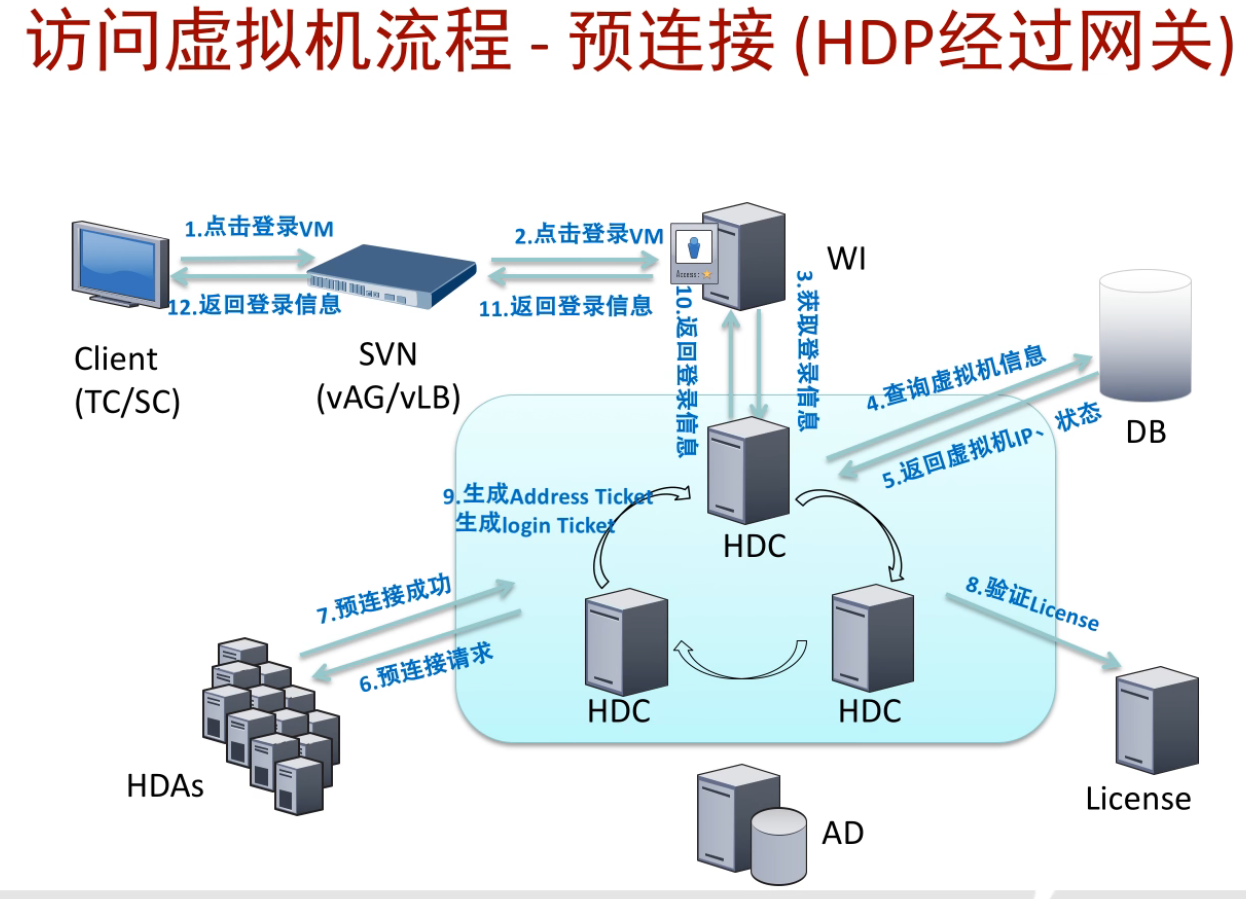 访问虚拟机流程 - 预连接 (HDP经过网关)
1.点击登录VM
2.点击登录VM
WI
12.返回登录信息
11.返回登录信息
10.返回登录信息
3.获取登录信息
Access:
Client
(TC/SC)
SVN
(vAG/vLB)
4.查询虚拟机信息
5.返回虚拟机IP、状态
DB
9.生成Address Ticket
生成login Ticket
HDC
7.预连接成功
6.预连接请求
8.验证License
HDC
HDC
HDAs
License
AD